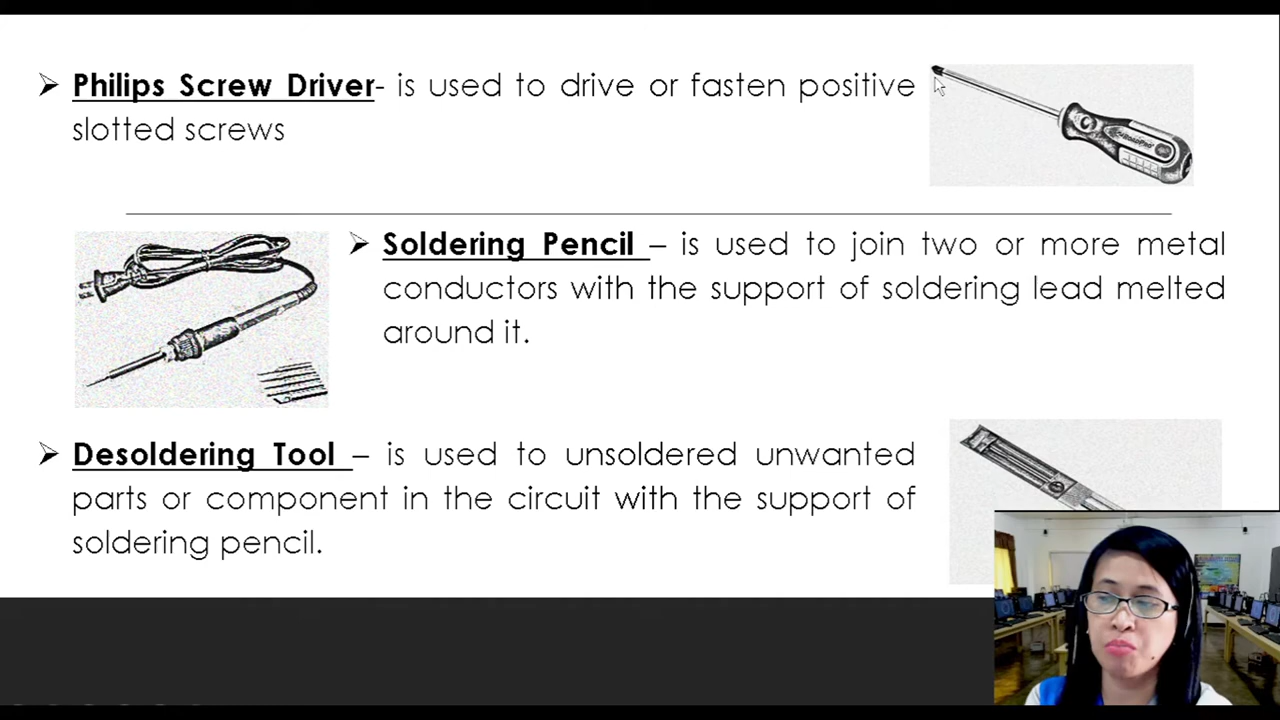 Philips Screw Driver- is used to drive or fasten positive
slotted screws
Soldering Pencil – is used to join two or more metal
conductors with the support of soldering lead melted
around it.
Desoldering Tool – is used to unsoldered unwanted
parts or component in the circuit with the support of
soldering pencil.